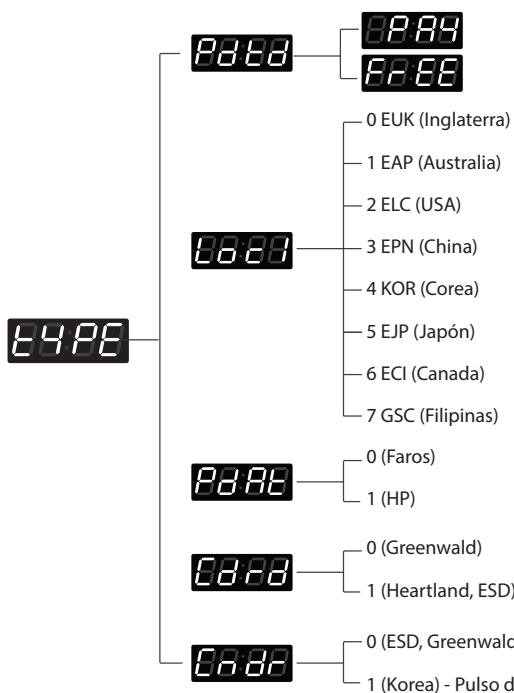 tYPE
Pdtd
PAY
FrEE
Loc1
0 EUK (Inglaterra)
1 EAP (Australia)
2 ELC (USA)
3 EPN (China)
4 KOR (Corea)
5 EJP (Japón)
6 ECI (Canada)
7 GSC (Filipinas)
PdAt
0 (Faros)
1 (HP)
Cdrd
0 (Greenwald)
1 (Heartland, ESD)
Cndr
0 (ESD, Greenwald
1 (Korea) - Pulso d